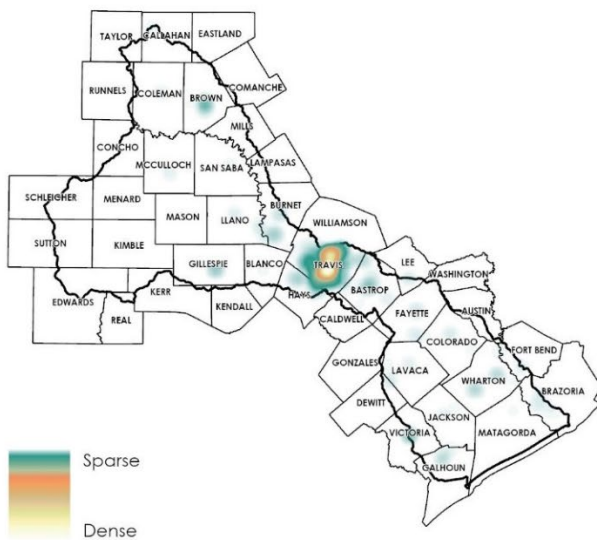 TAYLOR
CALLAHAN
EASTLAND
RUNNELS
COLEMAN
BROWN
COMANCHE
MILLS
CONCHO
MCCULLOCH
SAN SABA
LAMPASAS
SCHLEICHER
MENARD
MASON
LLANO
BURNET
WILLIAMSON
SUTTON
KIMBLE
GILLESPIE
BLANCO
TRAVIS
LEE
WASHINGTON
EDWARDS
REAL
KERR
KENDALL
HAYS
BASTROP
CALDWELL
FAYETTE
AUSTIN
COLORADO
FORT BEND
GONZALES
LAVACA
WHARTON
BRAZORIA
DEWITT
JACKSON
MATAGORDA
VICTORIA
CALHOUN
Sparse
Dense